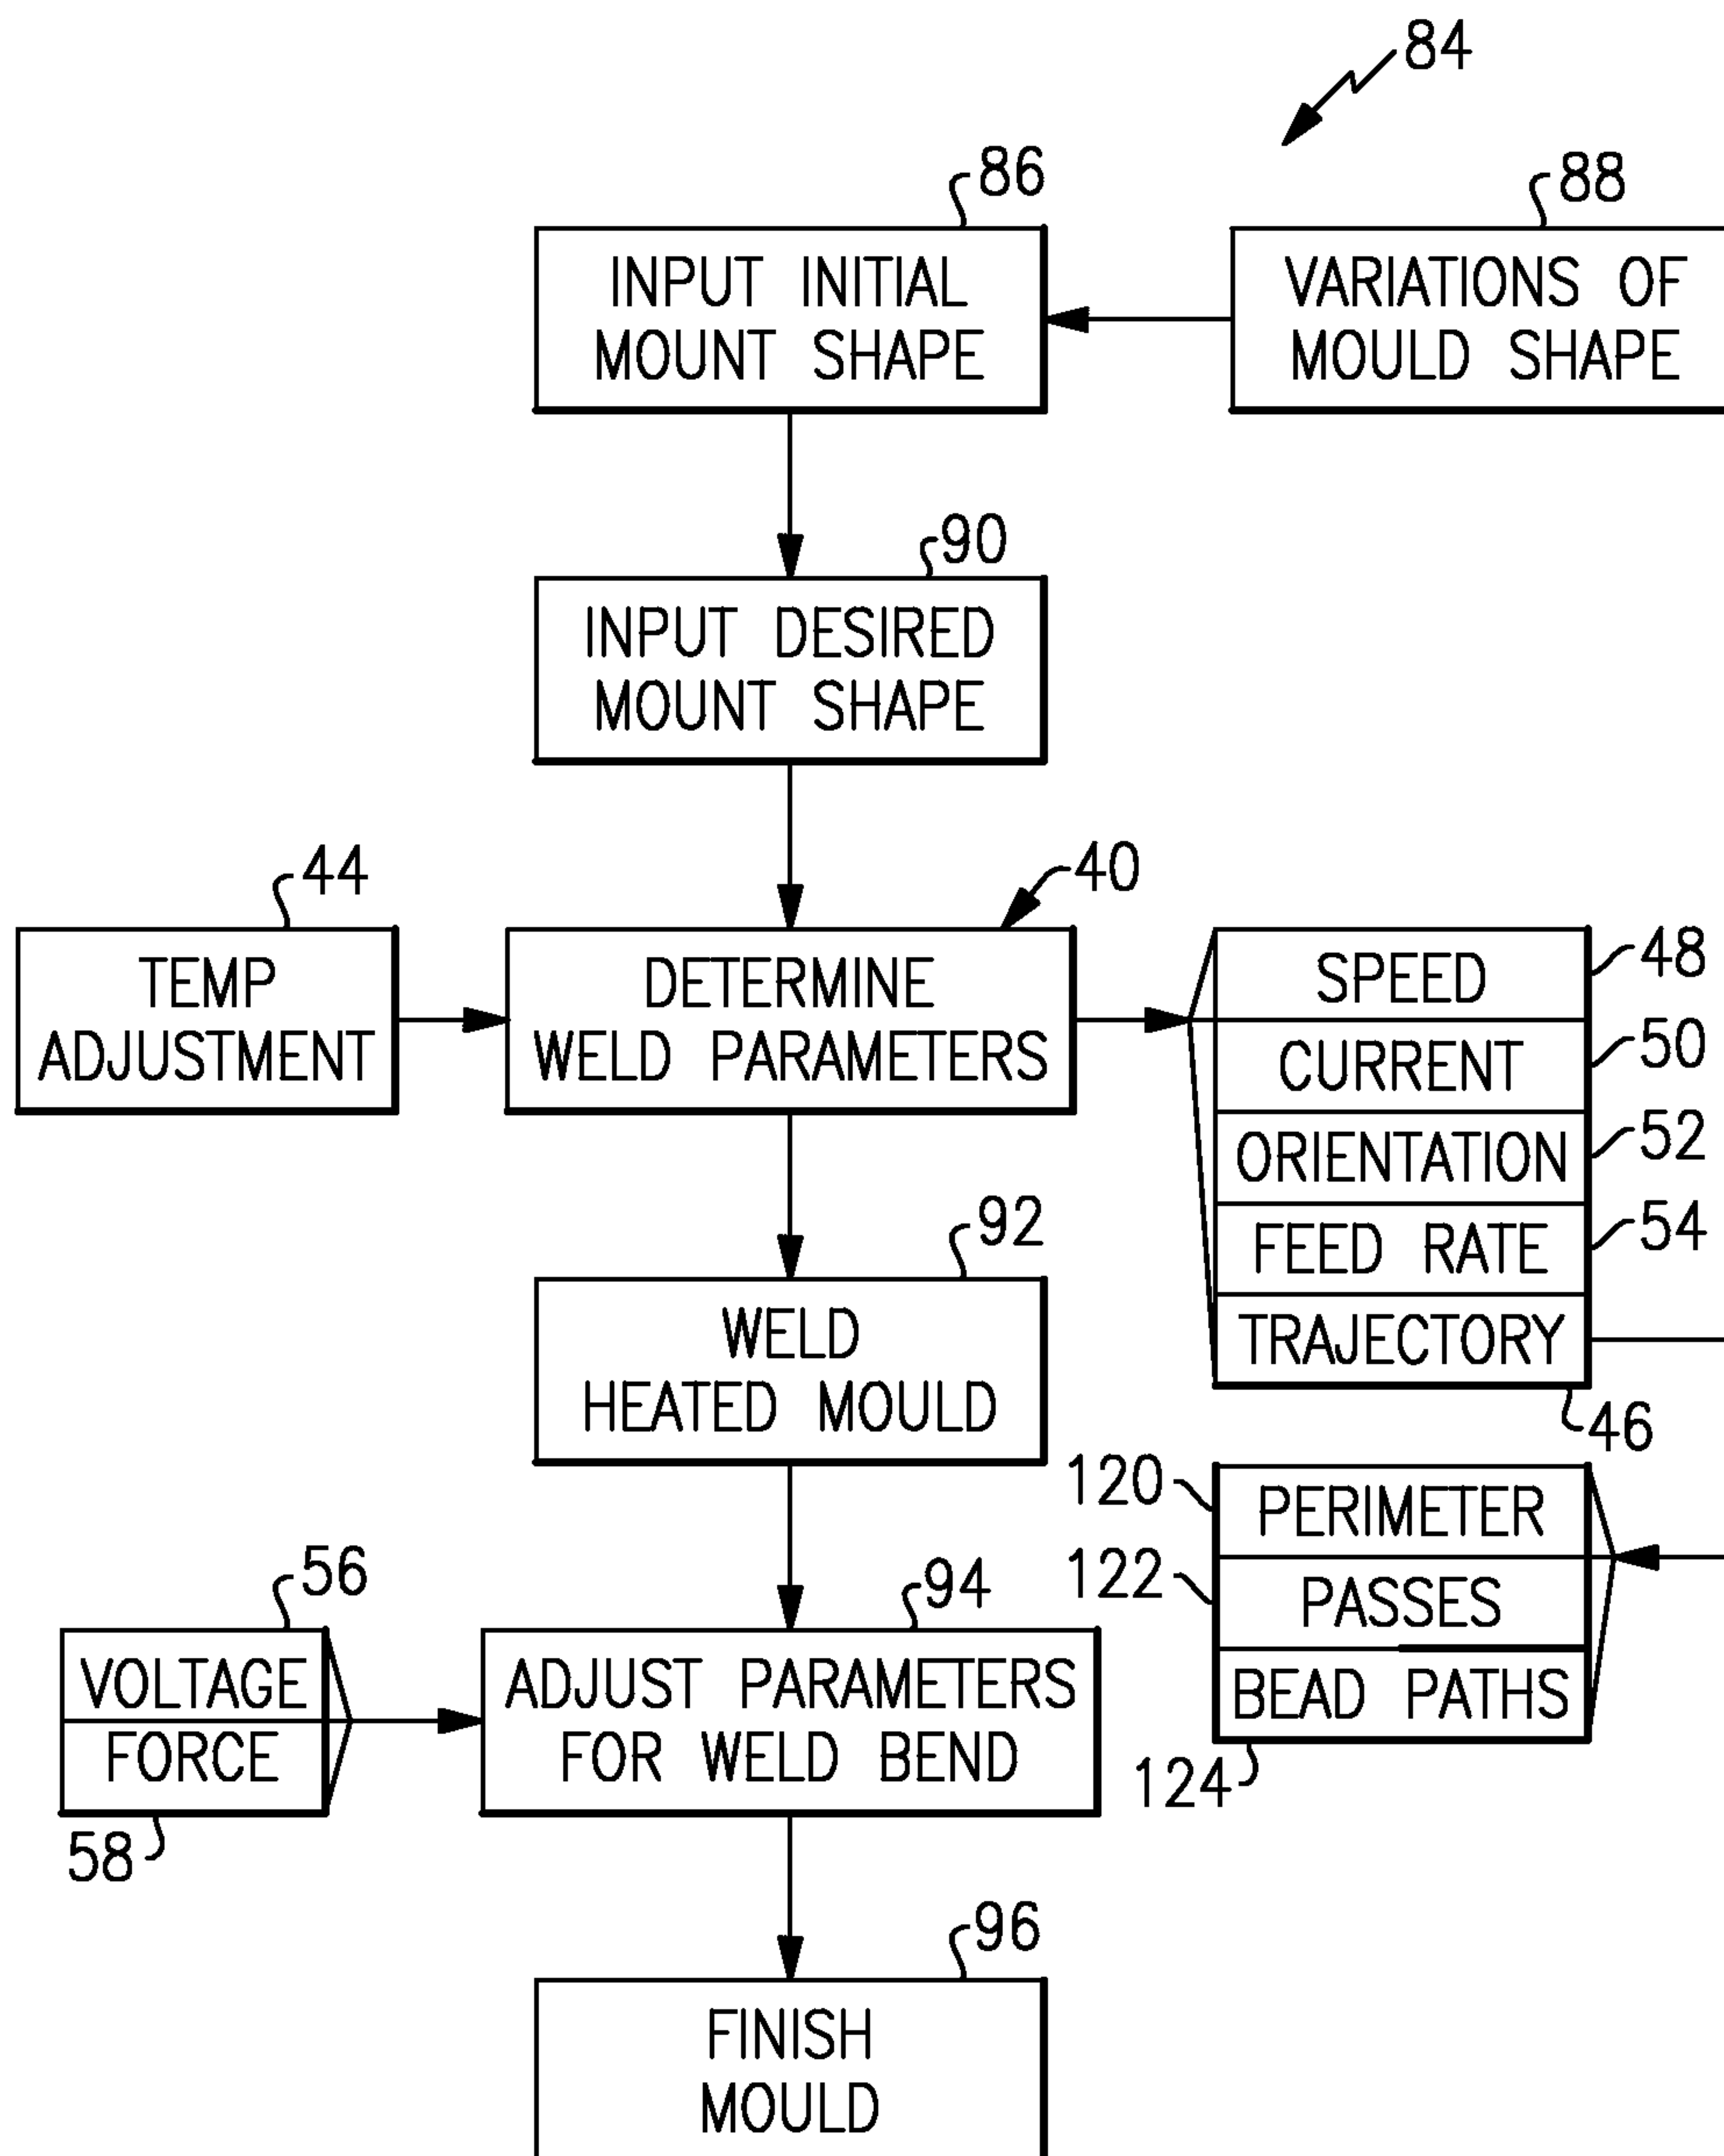 84
86
88
INPUT INITIAL
MOUNT SHAPE
VARIATIONS OF
MOULD SHAPE
90
INPUT DESIRED
MOUNT SHAPE
44
40
TEMP
ADJUSTMENT
DETERMINE
WELD PARAMETERS
SPEED
48
CURRENT
50
ORIENTATION
52
FEED RATE
54
TRAJECTORY
46
92
WELD
HEATED MOULD
120
PERIMETER
122
PASSES
BEAD PATHS
124
56
VOLTAGE
FORCE
58
94
ADJUST PARAMETERS
FOR WELD BEND
96
FINISH
MOULD